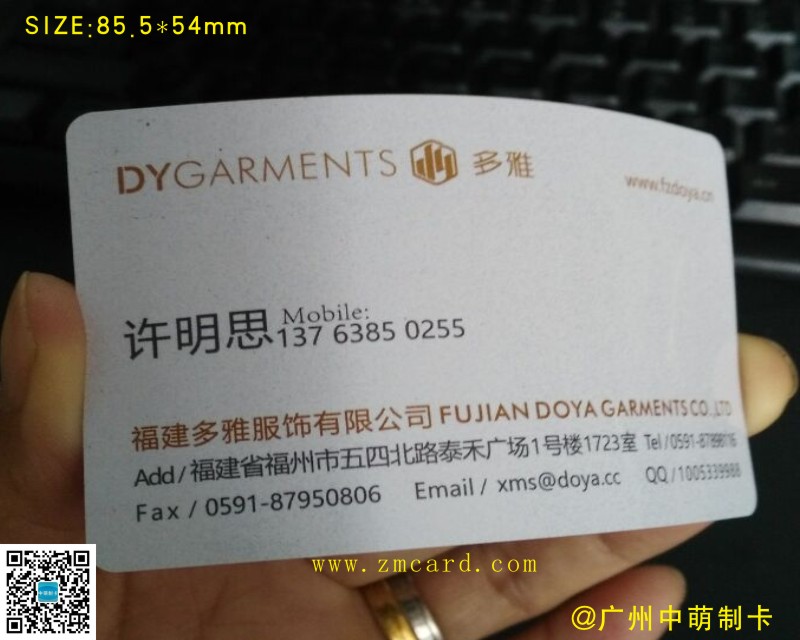 SIZE:85.5*54mm
DYGARMENTS 多雅
www.fzdoya.cn
许明思 Mobile:
137 6385 0255
福建多雅服饰有限公司 FUJIAN DOYA GARMENTS CO.,LTD
Add / 福建省福州市五四北路泰禾广场1号楼1723室 Tel /
Fax / 0591-87950806 Email / xms@doya.cc QQ / 1005339988
www.zmcard.com
@广州中萌制卡